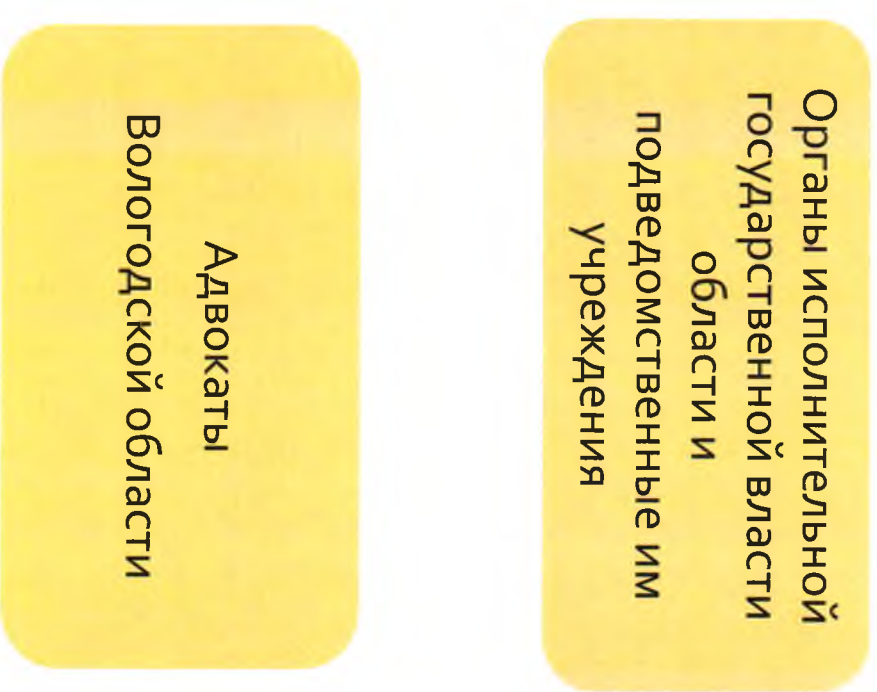 Органы исполнительной
государственной власти
области и
подведомственные им
учреждения
Адвокаты
Вологодской области